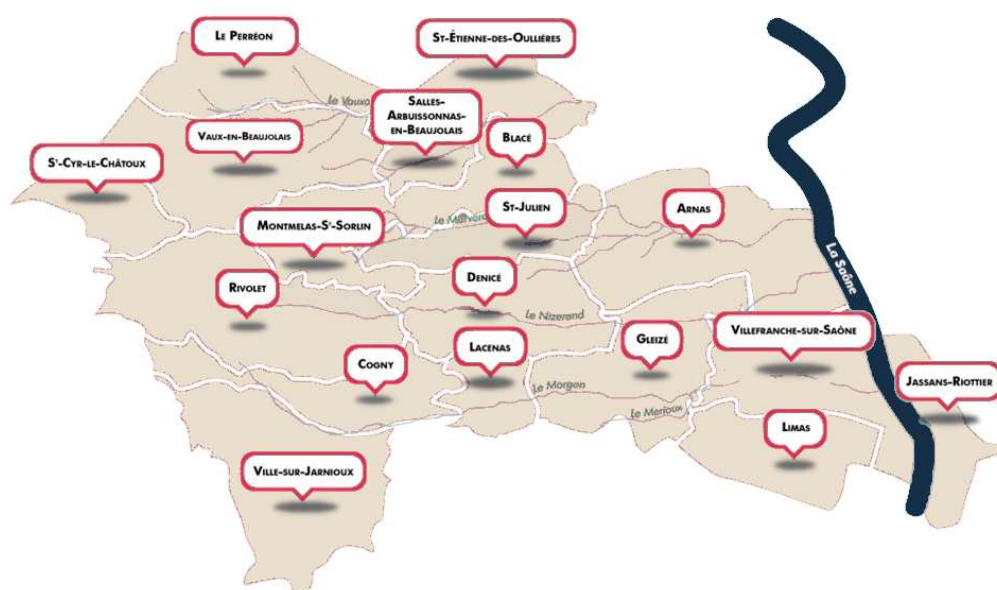 Le Perréon
St-Étienne-des-Oullières
Le Vauxonne
Salles-
Arbuissonnas-
en-Beaujolais
Vaux-en-Beaujolais
Blacé
St-Cyr-le-Châtoux
St-Julien
Arnas
Le Marverand
Montmelas-St-Sorlin
La Saône
Denicé
Rivolet
Le Nizerand
Villefranche-sur-Saône
Gleizé
Lacenas
Cogny
Jassans-Riottier
Le Morgon
Le Merloux
Limas
Ville-sur-Jarnioux